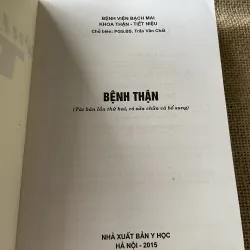 BỆNH VIỆN BẠCH MAI
KHOA THẬN - TIẾT NIỆU
Chủ biên: PGS.BS. Trần Văn Chất
BỆNH THẬN
(Tái bản lần thứ hai, có sửa chữa và bổ sung)
NHÀ XUẤT BẢN Y HỌC
HÀ NỘI - 2015